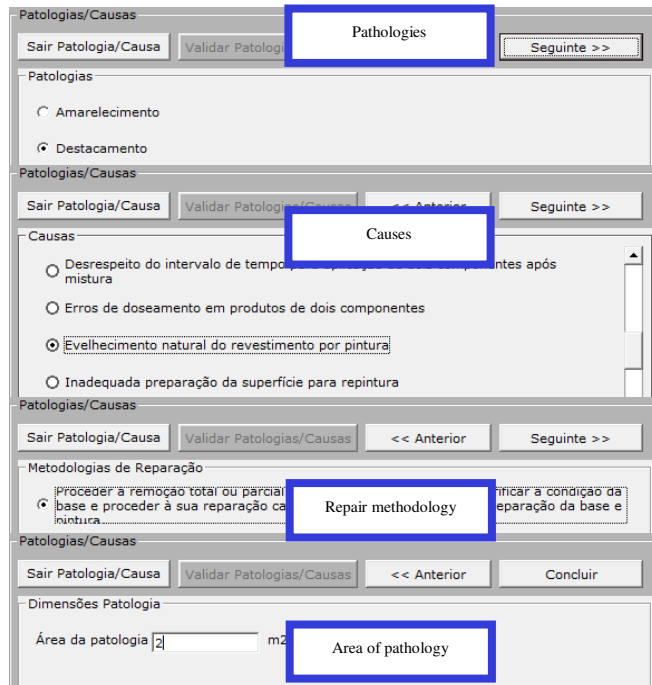 Patologias/Causas
Pathologies
Sair Patologia/Causa Validar Patologi Seguinte >>
Patologias
Amarelecimento
Destacamento
Patologias/Causas
Sair Patologia/Causa Validar Patologia << Anterior Seguinte >>
Causes
Causas
Desrespeito do intervalo de tempo componentes após
mistura
Erros de doseamento em produtos de dois componentes
Evelhecimento natural do revestimento por pintura
Inadequada preparação da superfície para repintura
Patologias/Causas
Sair Patologia/Causa Validar Patologias/Causas << Anterior Seguinte >>
Metodologias de Reparação
Proceder à remoção total ou parcial ificar a condição da
base e proceder à sua reparação ca eparação da base e
pintura.
Repair methodology
Patologias/Causas
Sair Patologia/Causa Validar Patologias/Causas << Anterior Concluir
Dimensões Patologia
Área da patologia 2 m2
Area of pathology